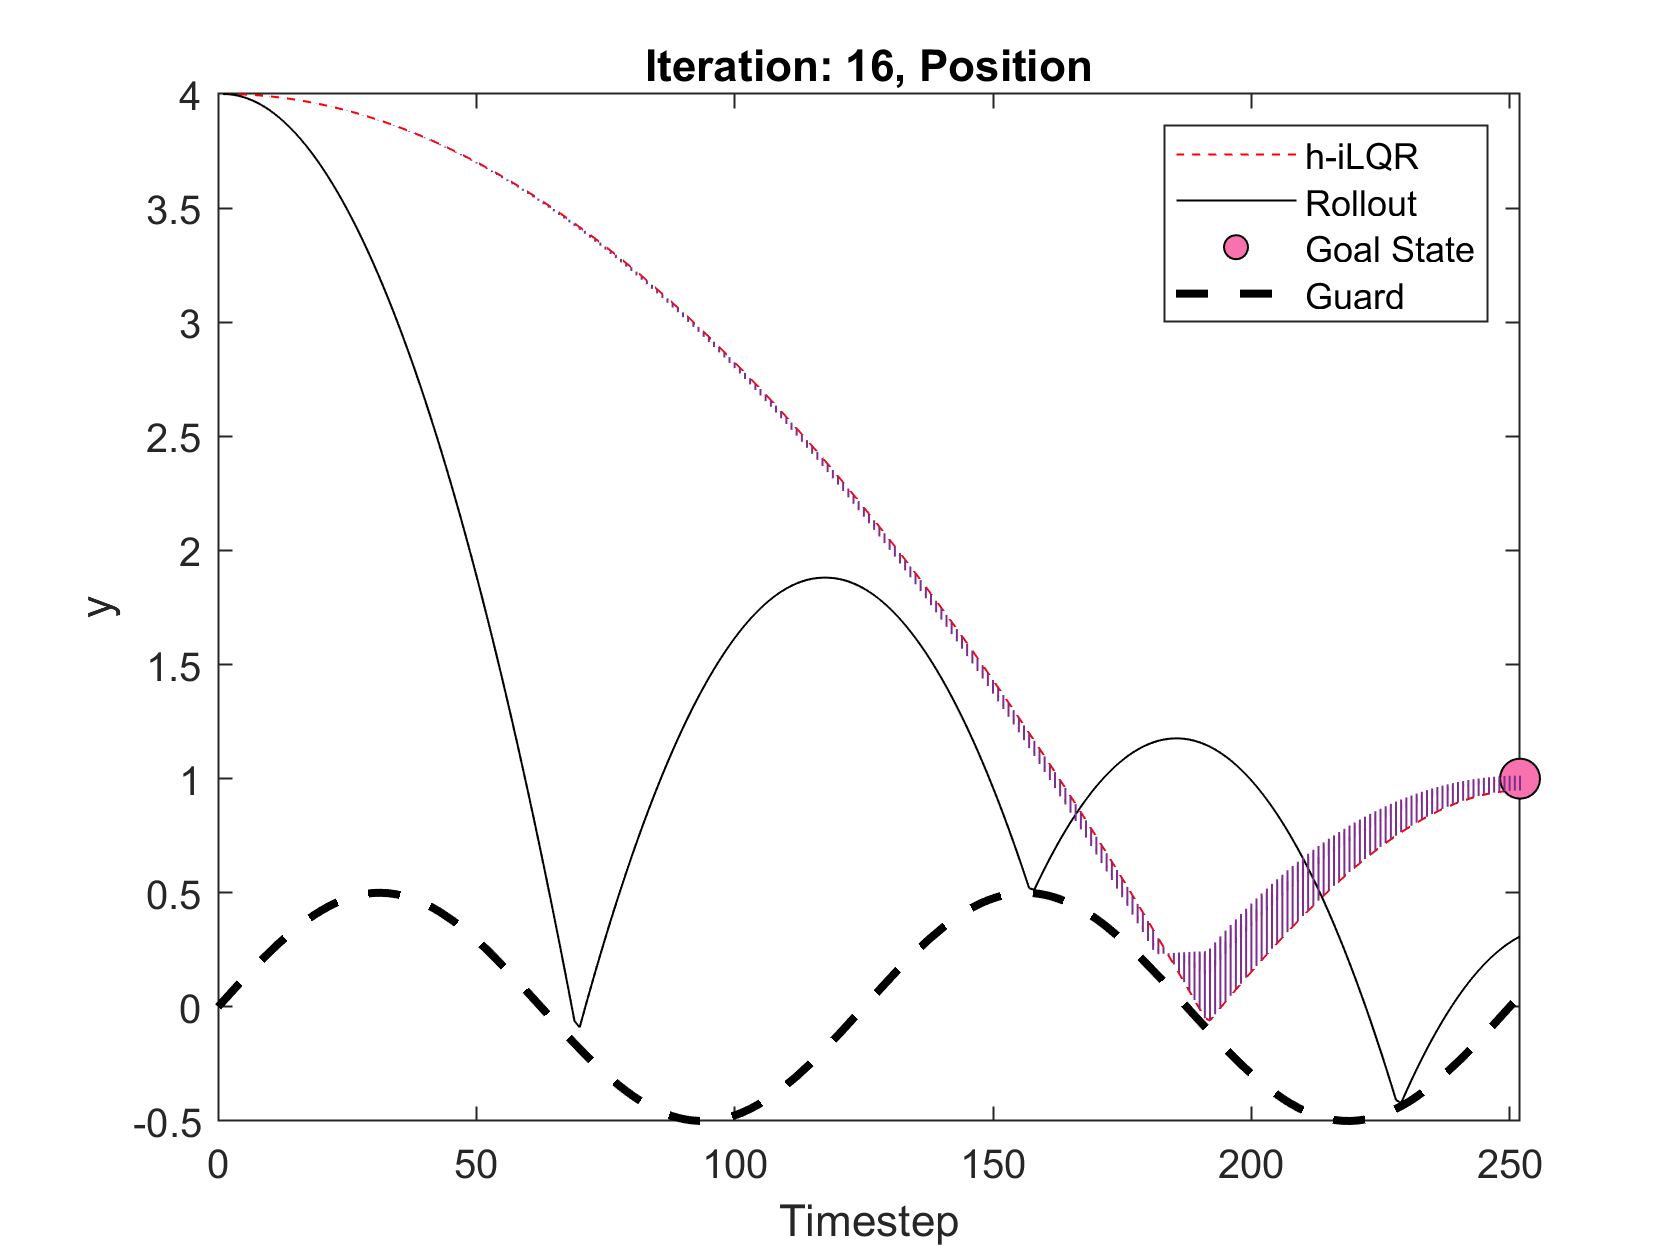 Iteration: 16, Position
4
3.5
3
2.5
2
1.5
1
0.5
0
-0.5
y
h-iLQR
Rollout
Goal State
Guard
0 50 100 150 200 250
Timestep